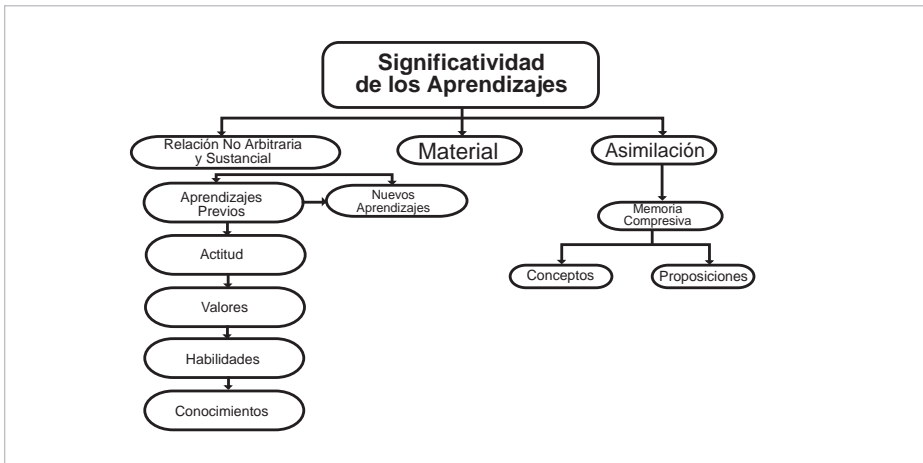 Significatividad
de los Aprendizajes
Relación No Arbitraria
y Sustancial
Material
Asimilación
Aprendizajes
Previos
Nuevos
Aprendizajes
Memoria
Compresiva
Actitud
Conceptos
Proposiciones
Valores
Habilidades
Conocimientos